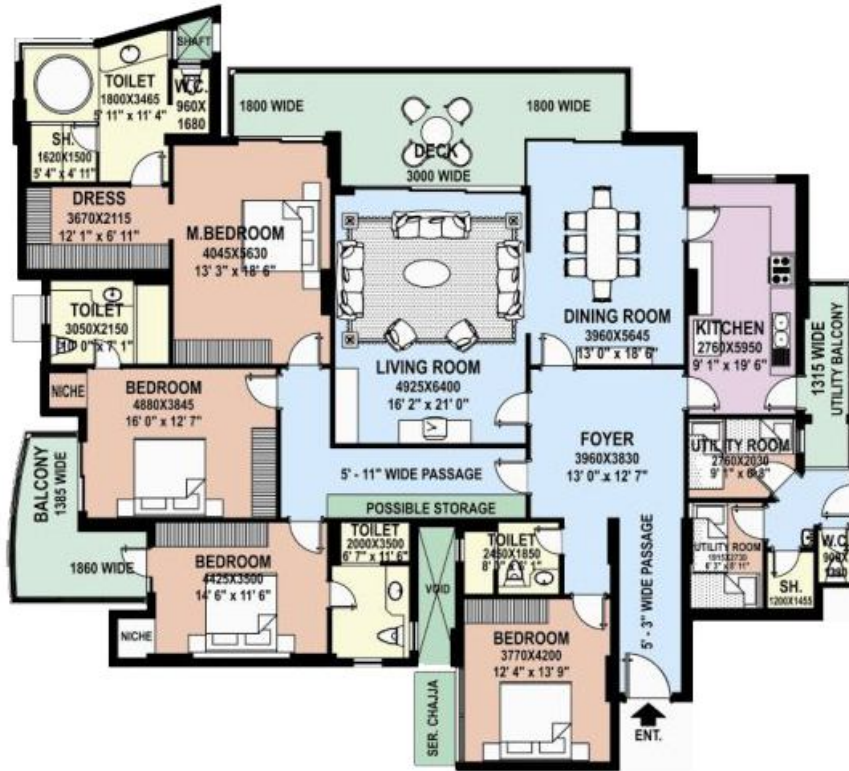 SHAFT
TOILET
1800X3465
5' 11" x 11' 4"
W.C.
960X
1680
SH.
1620X1500
5' 4" x 4' 11"
1800 WIDE
1800 WIDE
DECK
3000 WIDE
DRESS
3670X2115
12' 1" x 6' 11"
M.BEDROOM
4045X5630
13' 3" x 18' 6"
TOILET
3050X2150
DINING ROOM
3960X5645
13' 0" x 18' 6"
KITCHEN
2760X5950
9' 1" x 19' 6"
1315 WIDE
UTILITY BALCONY
LIVING ROOM
4925X6400
16' 2" x 21' 0"
NICHE
BEDROOM
4880X3845
16' 0" x 12' 7"
FOYER
3960X3830
13' 0" x 12' 7"
UTILITY ROOM
2760X2030
BALCONY
1385 WIDE
5' - 11" WIDE PASSAGE
POSSIBLE STORAGE
1860 WIDE
BEDROOM
4425X3500
14' 6" x 11' 6"
TOILET
2000X3500
6' 7" x 11' 6"
VOID
TOILET
2450X1850
5' - 3" WIDE PASSAGE
UTILITY ROOM
W.C.
SH.
1200X1455
NICHE
BEDROOM
3770X4200
12' 4" x 13' 9"
SER. CHAJJA
ENT.